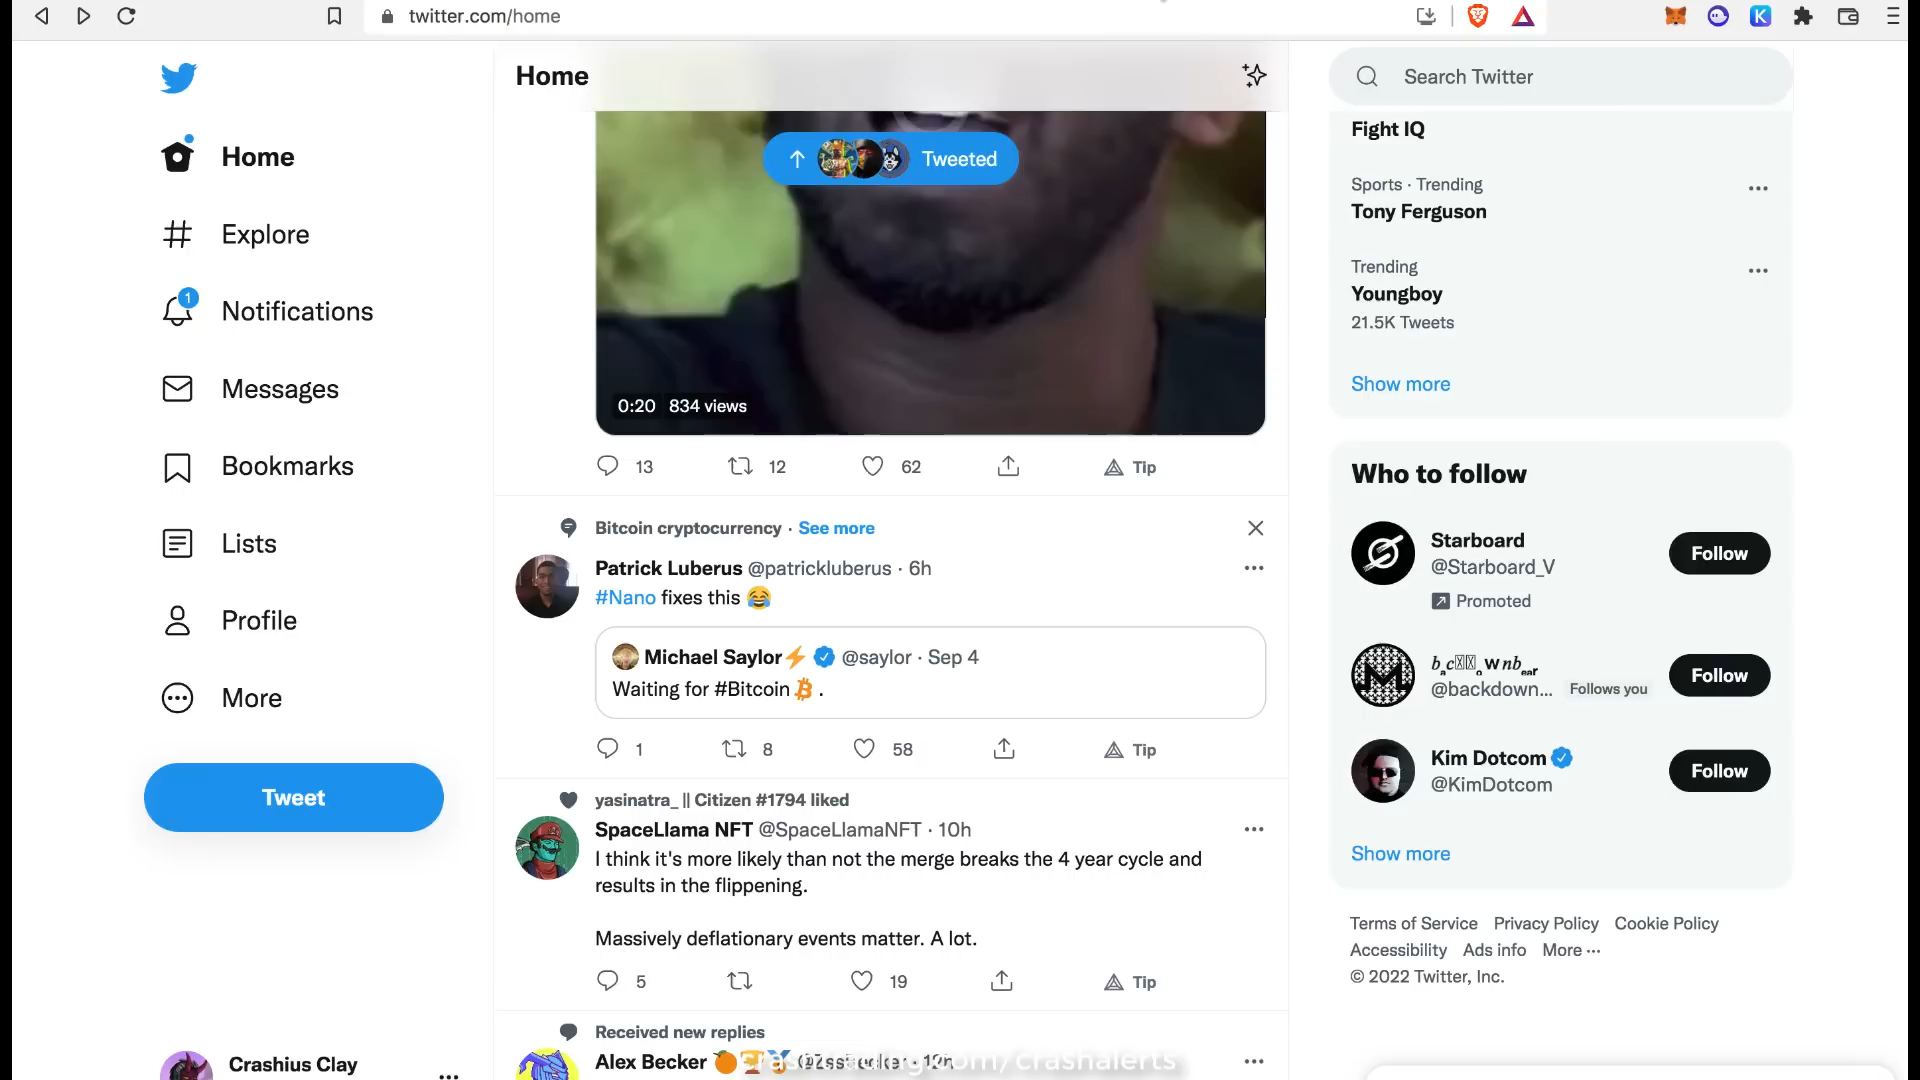 twitter.com/home
Home
Search Twitter
Home
Explore
1
Notifications
Messages
Bookmarks
Lists
Profile
More
Tweet
Crashius Clay
Tweeted
0:20 834 views
13 12 62 Tip
Bitcoin cryptocurrency · See more
Patrick Luberus @patrickluberus · 6h
#Nano fixes this 😂
Michael Saylor⚡ @saylor · Sep 4
Waiting for #Bitcoin .
1 8 58 Tip
yasinatra_ || Citizen #1794 liked
SpaceLlama NFT @SpaceLlamaNFT · 10h
I think it's more likely than not the merge breaks the 4 year cycle and
results in the flippening.
Massively deflationary events matter. A lot.
5 19 Tip
Received new replies
Alex Becker 🍊🏆🥇
Fight IQ
Sports · Trending
Tony Ferguson
Trending
Youngboy
21.5K Tweets
Show more
Who to follow
Starboard
@Starboard_V
Promoted
Follow
@backdown... Follows you
Follow
Kim Dotcom
@KimDotcom
Follow
Show more
Terms of Service Privacy Policy Cookie Policy
Accessibility Ads info More ···
© 2022 Twitter, Inc.